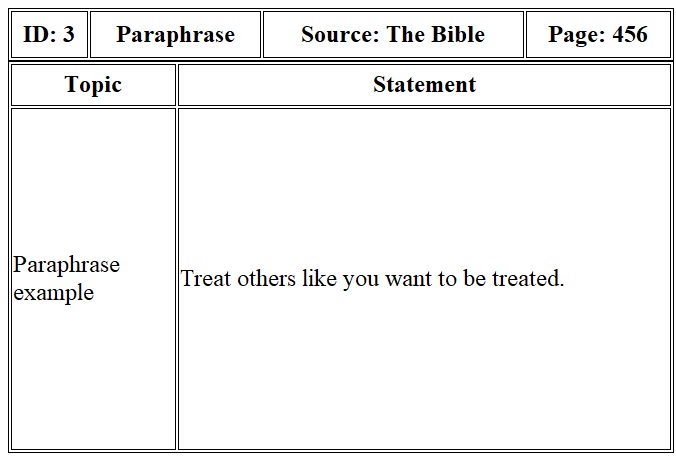 ID: 3 Paraphrase Source: The Bible Page: 456
Topic Statement
Paraphrase
example
Treat others like you want to be treated.